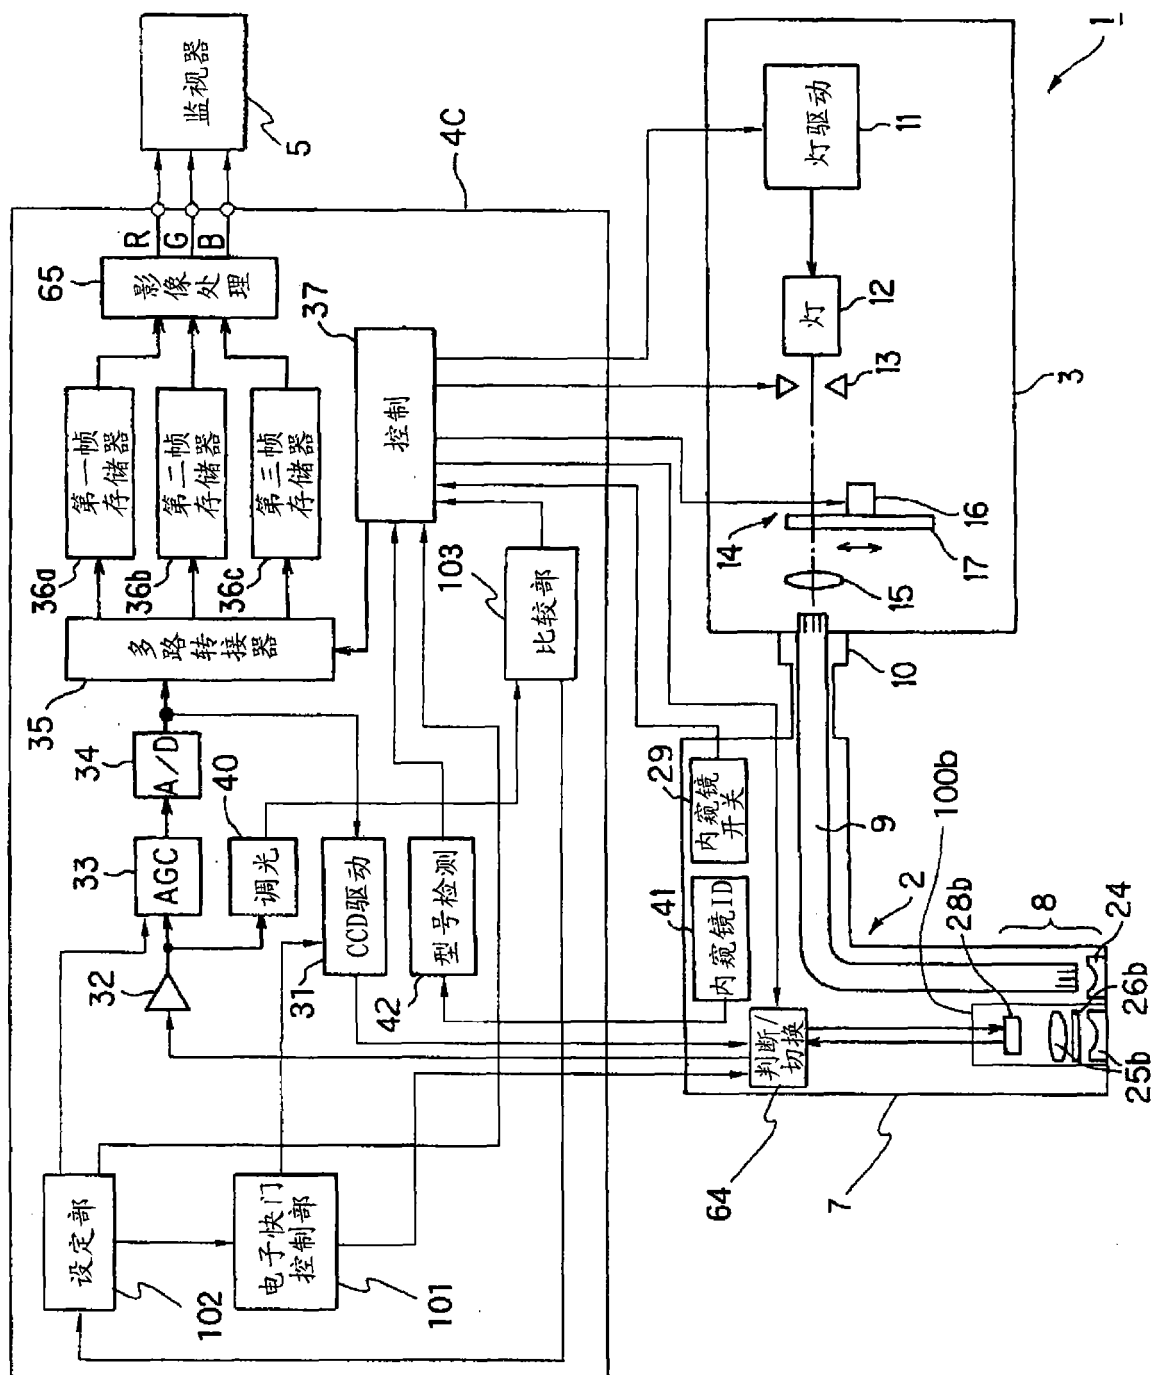 1
监视器
5
4C
R
G
B
65
影像
处理
37
控制
第一帧
存储器
36a
第二帧
存储器
36b
第三帧
存储器
36c
103
比较部
多路
转接器
35
34
A/D
33
AGC
40
调光
32
31
CCD驱动
42
型号检测
设定部
102
电子快门
控制部
101
灯驱动
11
灯
12
13
3
14
16
17
15
10
29
内窥镜
开关
41
内窥镜ID
9
100b
2
28b
8
24
26b
25b
判断/
切换
64
7